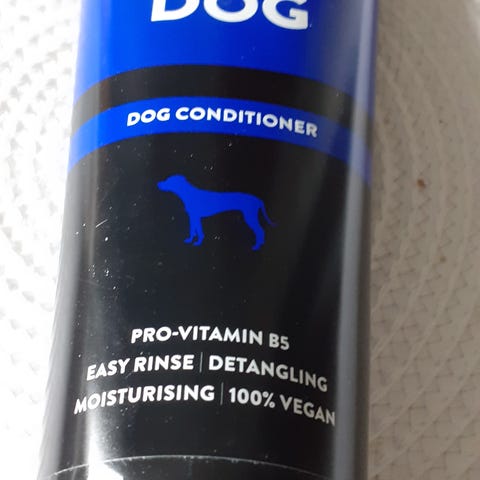 DOG
DOG CONDITIONER
PRO-VITAMIN B5
EASY RINSE | DETANGLING
MOISTURISING | 100% VEGAN